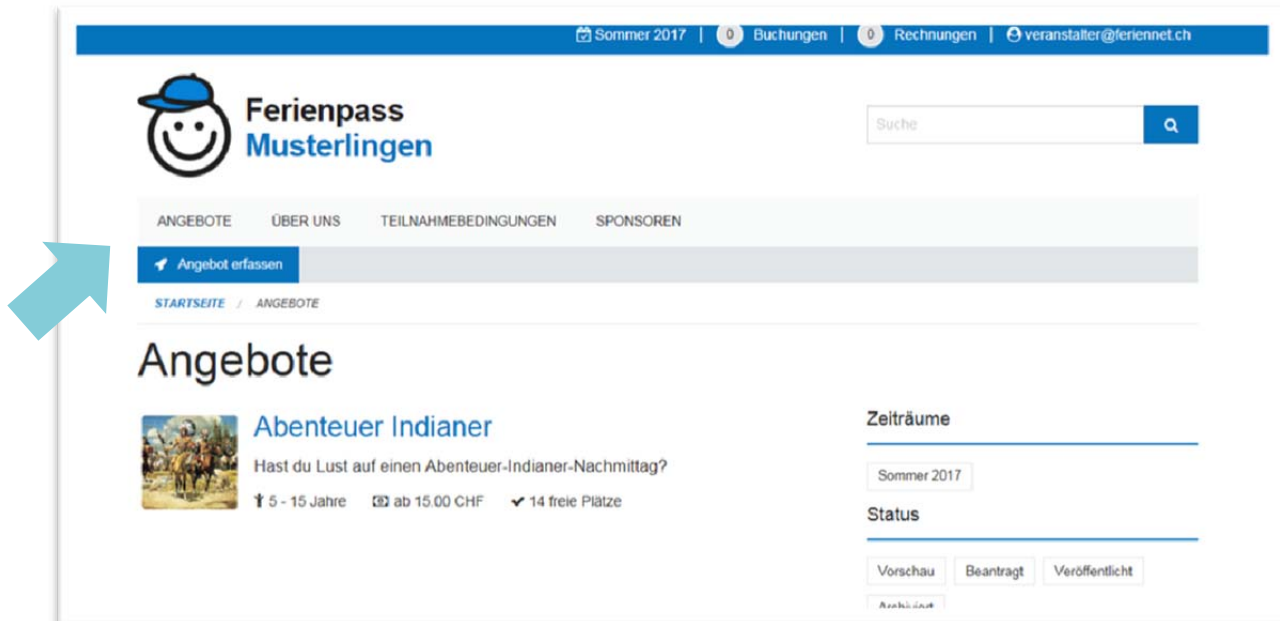 Sommer 2017 | 0 Buchungen | 0 Rechnungen | veranstalter@feriennet.ch
Ferienpass
Musterlingen
Suche
ANGEBOTE ÜBER UNS TEILNAHMEBEDINGUNGEN SPONSOREN
Angebot erfassen
STARTSEITE / ANGEBOTE
Angebote
Abenteuer Indianer
Hast du Lust auf einen Abenteuer-Indianer-Nachmittag?
5 - 15 Jahre ab 15.00 CHF 14 freie Plätze
Zeiträume
Sommer 2017
Status
Vorschau Beantragt Veröffentlicht
Archiviert